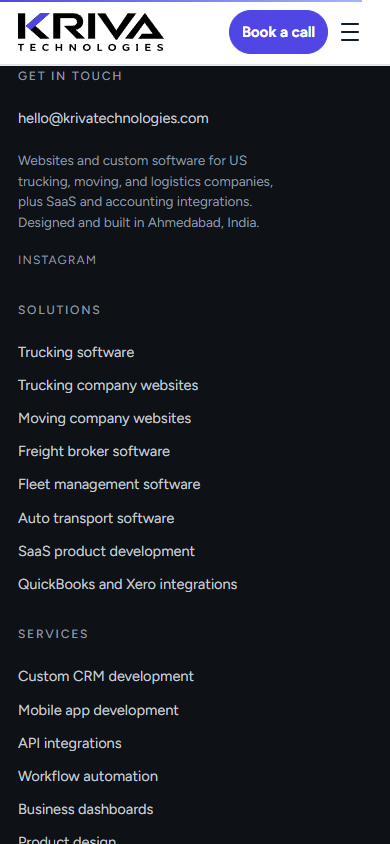 KRIVA
TECHNOLOGIES
Book a call
GET IN TOUCH
hello@krivatechnologies.com
Websites and custom software for US
trucking, moving, and logistics companies,
plus SaaS and accounting integrations.
Designed and built in Ahmedabad, India.
INSTAGRAM
SOLUTIONS
Trucking software
Trucking company websites
Moving company websites
Freight broker software
Fleet management software
Auto transport software
SaaS product development
QuickBooks and Xero integrations
SERVICES
Custom CRM development
Mobile app development
API integrations
Workflow automation
Business dashboards
Product design